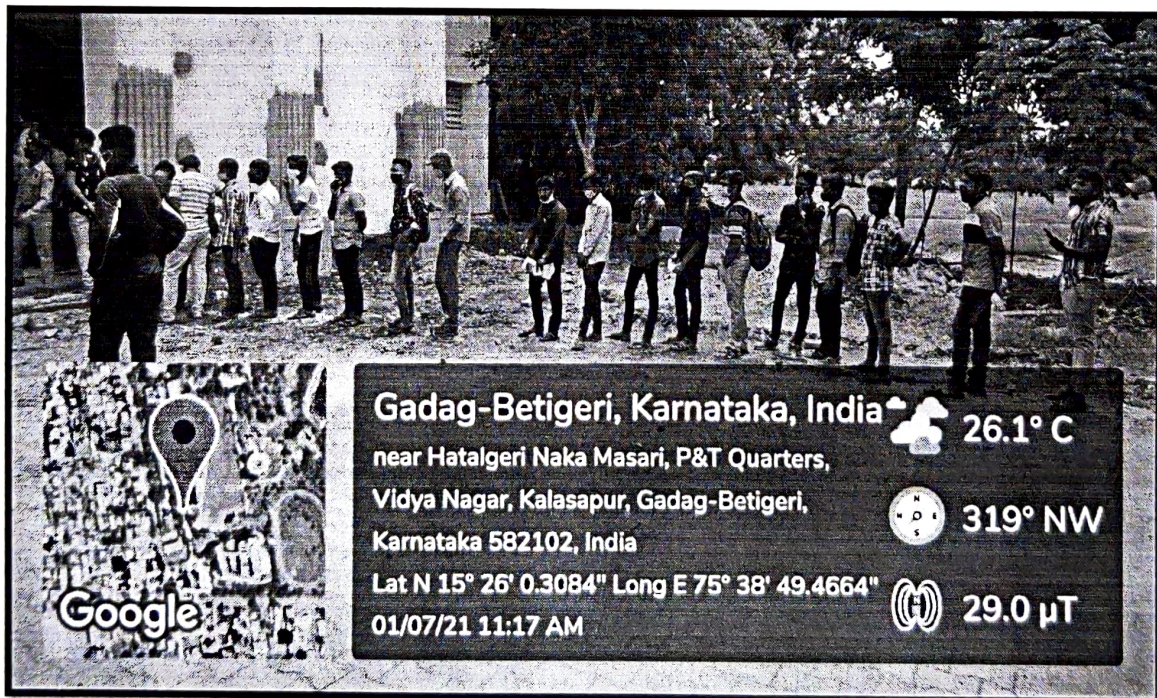 Gadag-Betigeri, Karnataka, India
near Hatalgeri Naka Masari, P&T Quarters,
Vidya Nagar, Kalasapur, Gadag-Betigeri,
Karnataka 582102, India
Lat N 15° 26' 0.3084" Long E 75° 38' 49.4664"
01/07/21 11:17 AM
26.1° C
319° NW
29.0 µT
Google